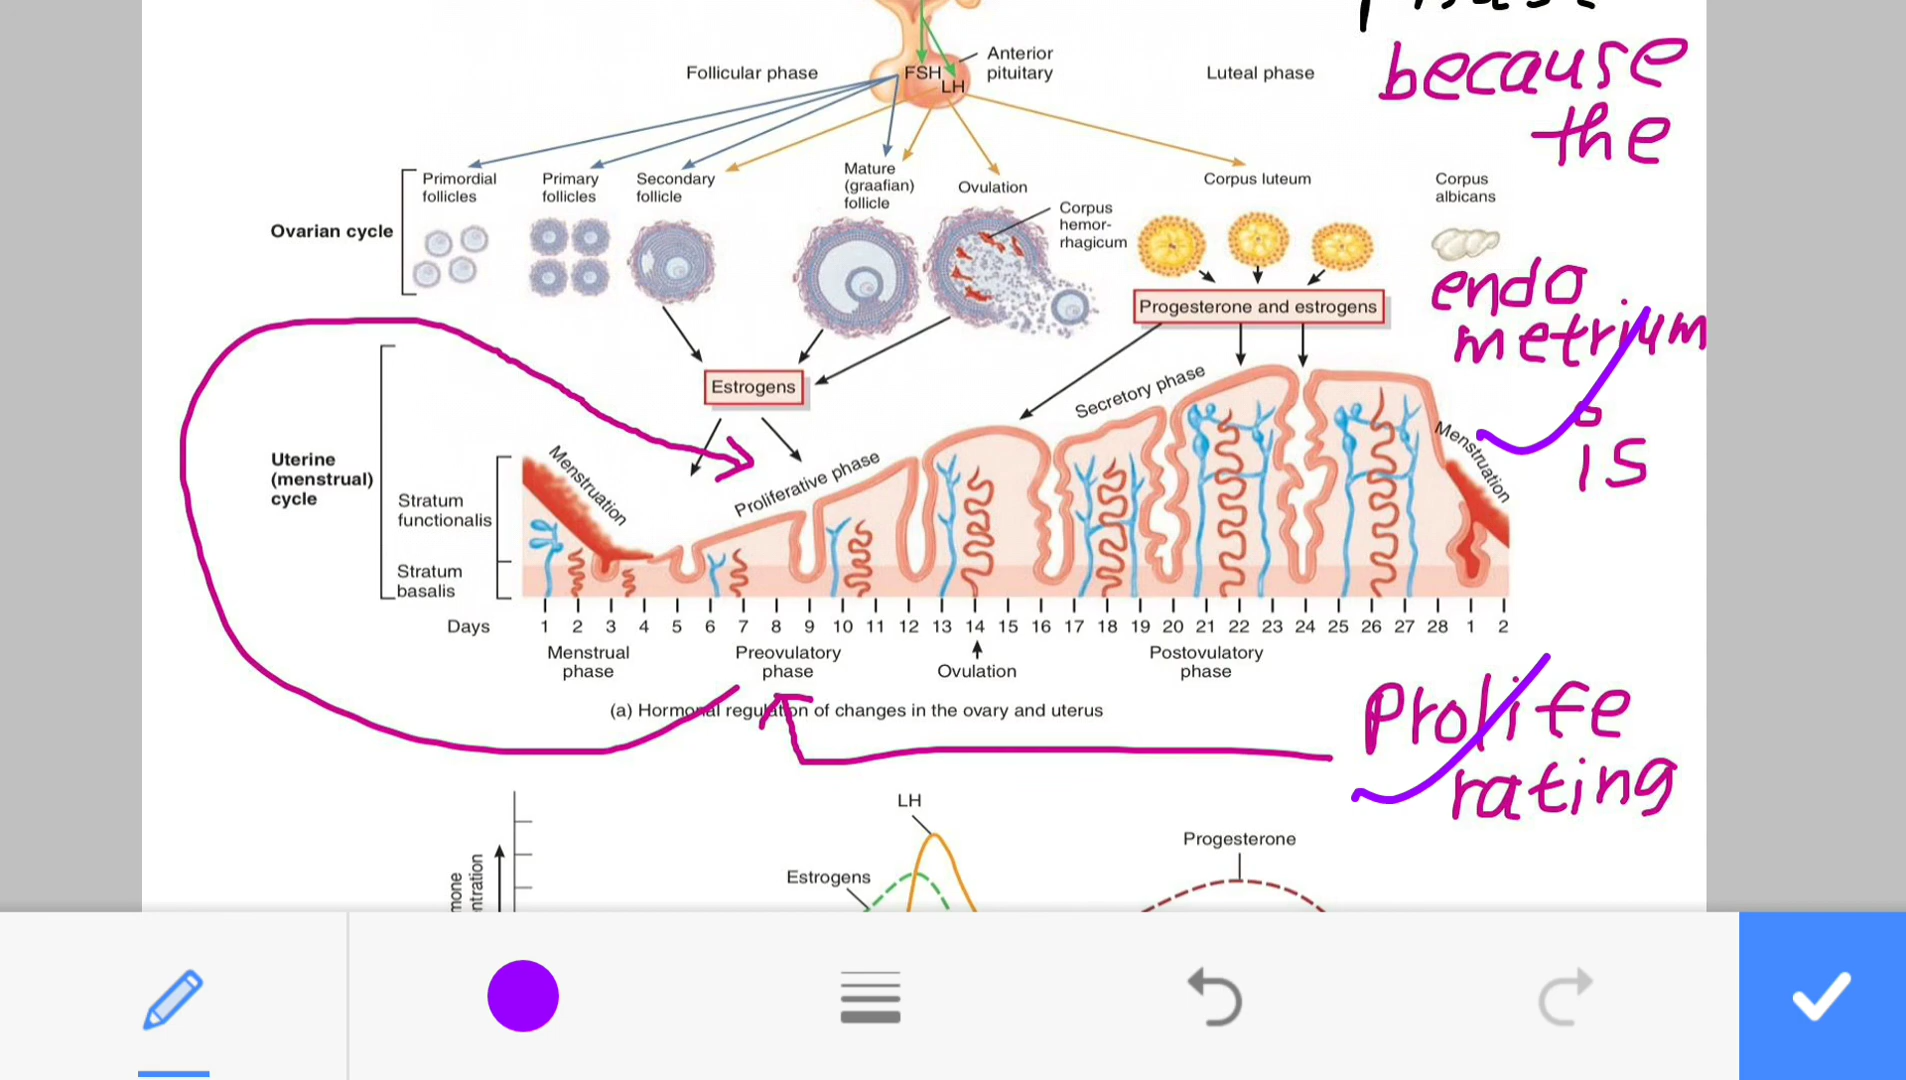 because
the
Follicular phase
FSH
LH
Anterior
pituitary
Luteal phase
Ovarian cycle
Primordial
follicles
Primary
follicles
Secondary
follicle
Mature
(graafian)
follicle
Ovulation
Corpus
hemor-
rhagicum
Corpus luteum
Corpus
albicans
Progesterone and estrogens
endo
metrium
is
Estrogens
Uterine
(menstrual)
cycle
Stratum
functionalis
Stratum
basalis
Menstruation
Proliferative phase
Secretory phase
Menstruation
Days 1 2 3 4 5 6 7 8 9 10 11 12 13 14 15 16 17 18 19 20 21 22 23 24 25 26 27 28 1 2
Menstrual
phase
Preovulatory
phase
Ovulation
Postovulatory
phase
(a) Hormonal regulation of changes in the ovary and uterus
Prolife
rating
LH
Estrogens
Progesterone